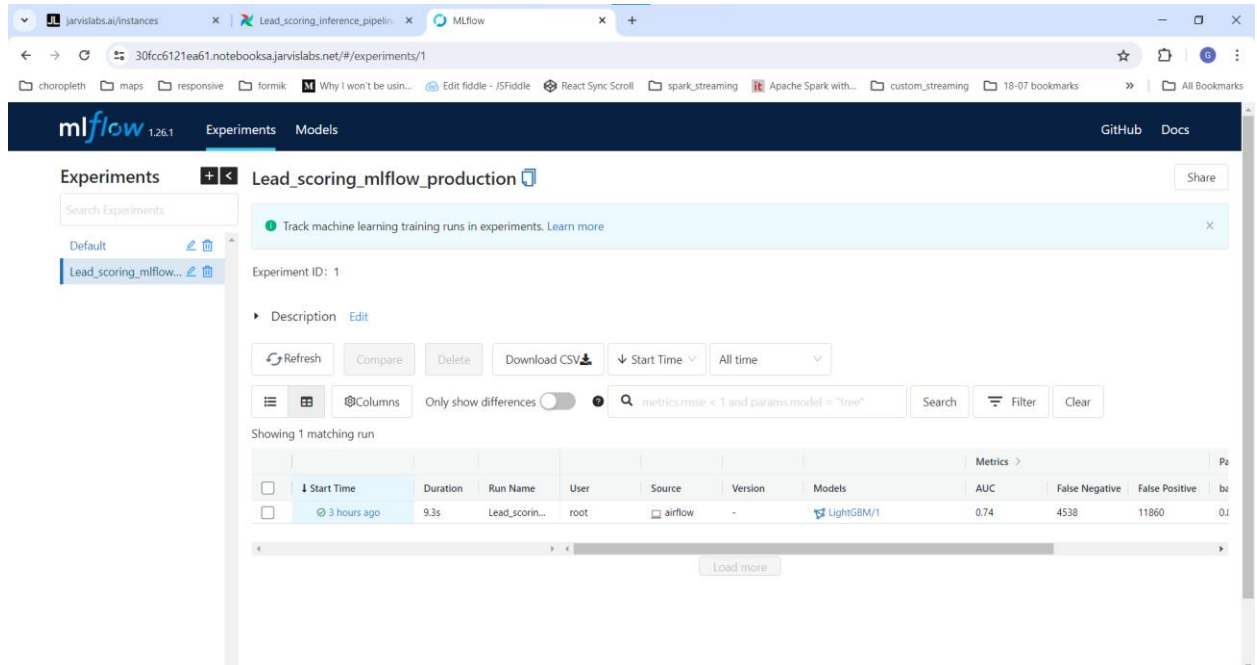 jarvislabs.ai/instances Lead_scoring_inference_pipelin MLflow
30fcc6121ea61.notebooksa.jarvislabs.net/#/experiments/1 G
choropleth maps responsive formik M Why I won't be usin... Edit fiddle - JSFiddle React Sync Scroll spark_streaming it Apache Spark with... custom_streaming 18-07 bookmarks » All Bookmarks
mlflow 1.26.1 Experiments Models GitHub Docs
Experiments + < Lead_scoring_mlflow_production Share
Search Experiments
Track machine learning training runs in experiments. Learn more
Default
Lead_scoring_mlflow... Experiment ID: 1
Description Edit
Refresh Compare Delete Download CSV Start Time All time
Columns Only show differences metrics.rmse < 1 and params.model = "tree" Search Filter Clear
Showing 1 matching run
Metrics > Pa
↓ Start Time Duration Run Name User Source Version Models AUC False Negative False Positive ba
3 hours ago 9.3s Lead_scorin... root airflow - LightGBM/1 0.74 4538 11860
Load more